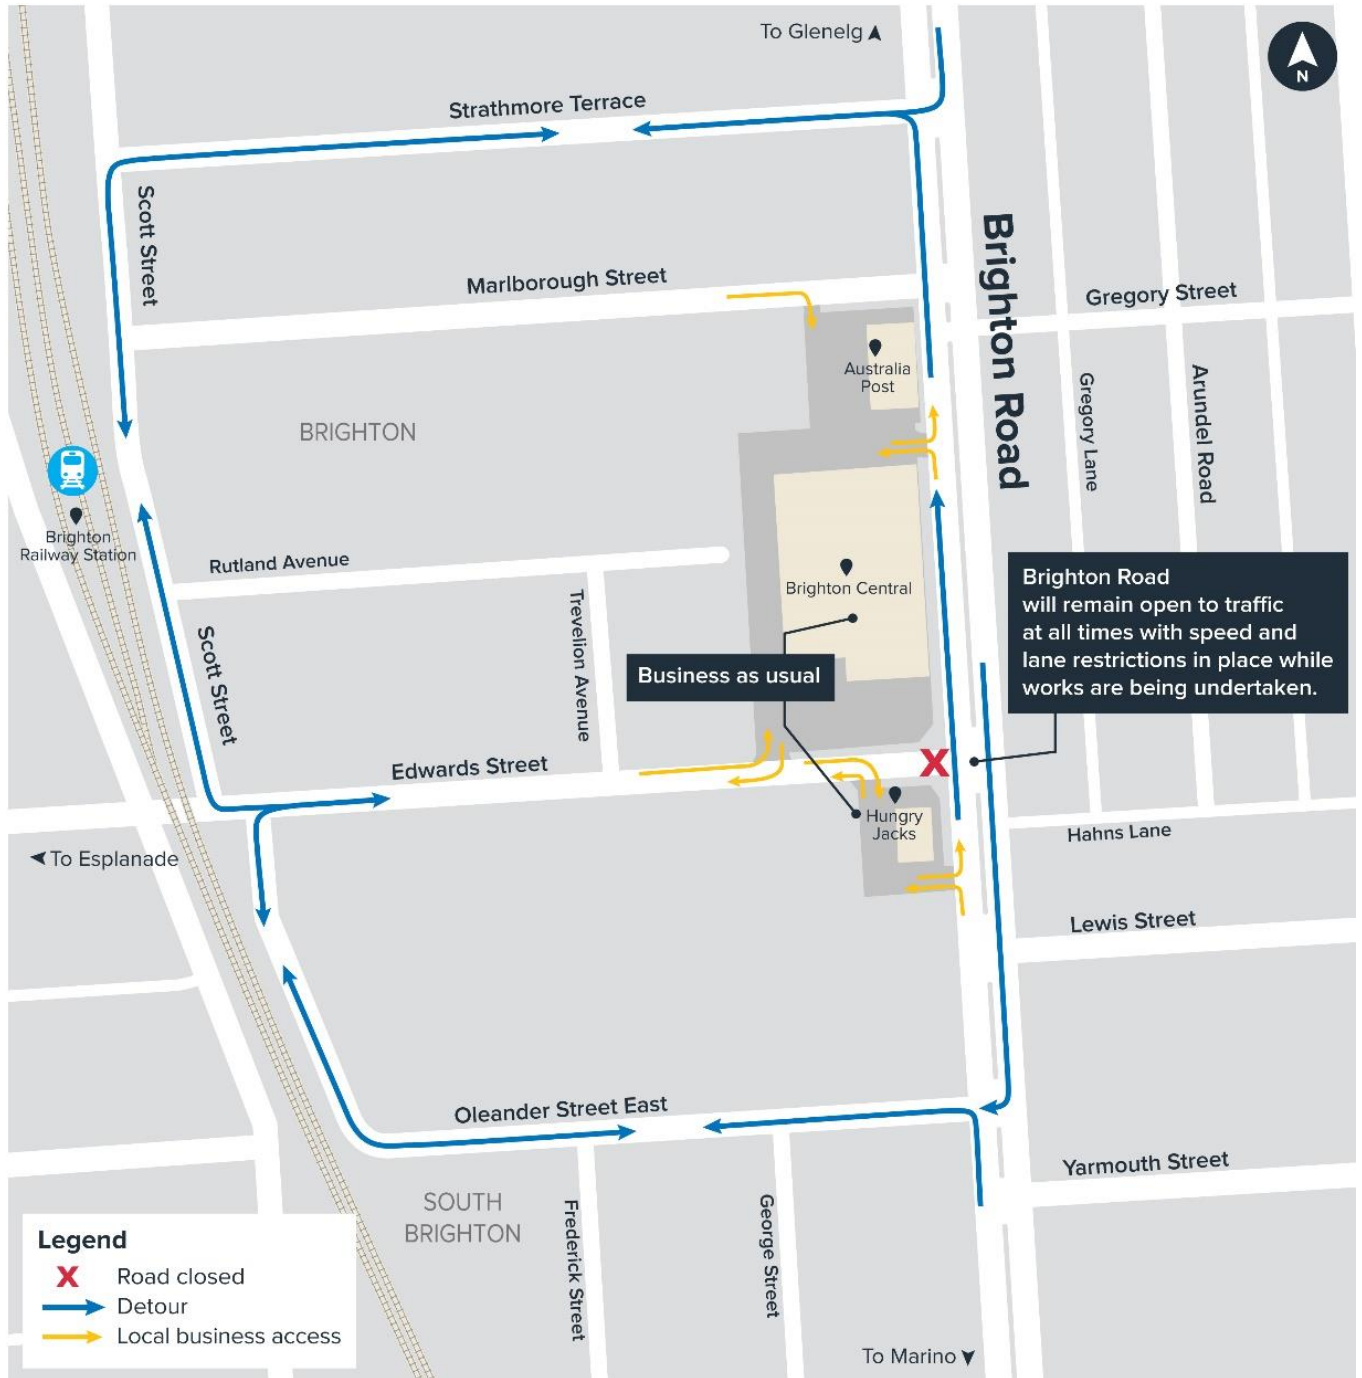 To Glenelg
N
Strathmore Terrace
Scott Street
Marlborough Street
Brighton Road
Gregory Street
Australia
Post
Gregory Lane
Arundel Road
BRIGHTON
Brighton
Railway Station
Rutland Avenue
Trevelion Avenue
Brighton Central
Brighton Road
will remain open to traffic
at all times with speed and
lane restrictions in place while
works are being undertaken.
Scott Street
Business as usual
Edwards Street
X
Hungry
Jacks
Hahns Lane
To Esplanade
Lewis Street
Oleander Street East
Yarmouth Street
SOUTH
BRIGHTON
Frederick Street
George Street
Legend
X Road closed
Detour
Local business access
To Marino